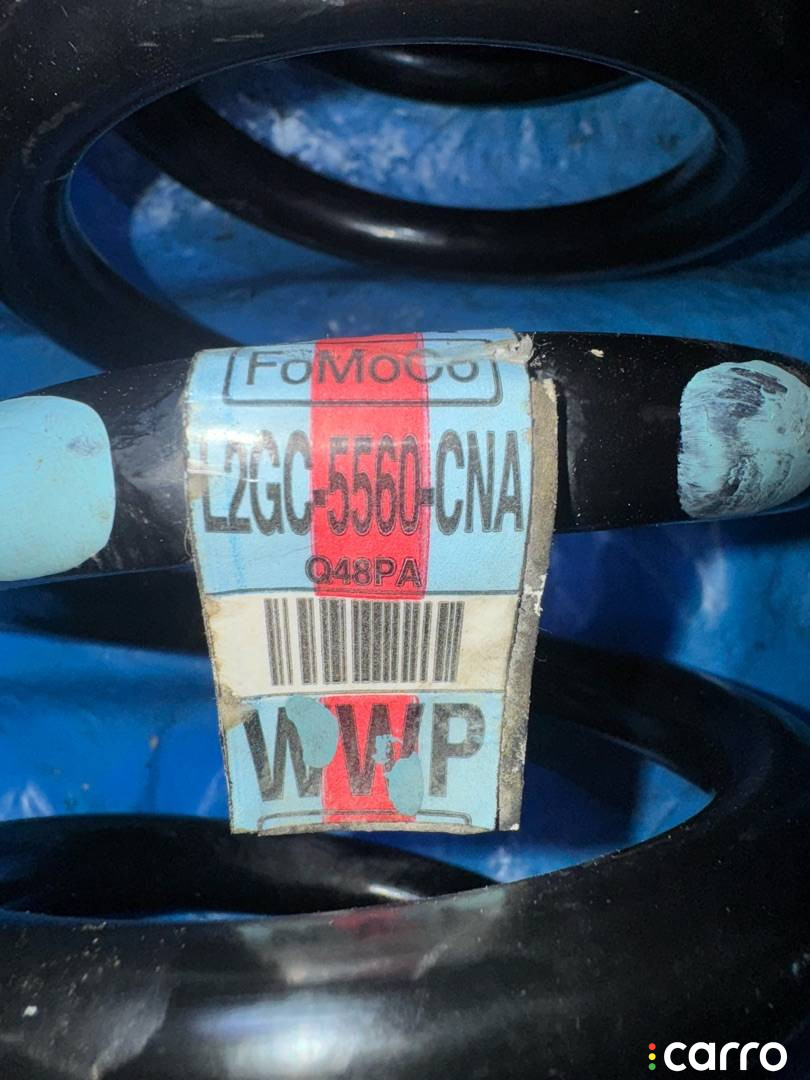 FoMoCo
L2GC-5560-CNA
Q48PA
WWP
carro